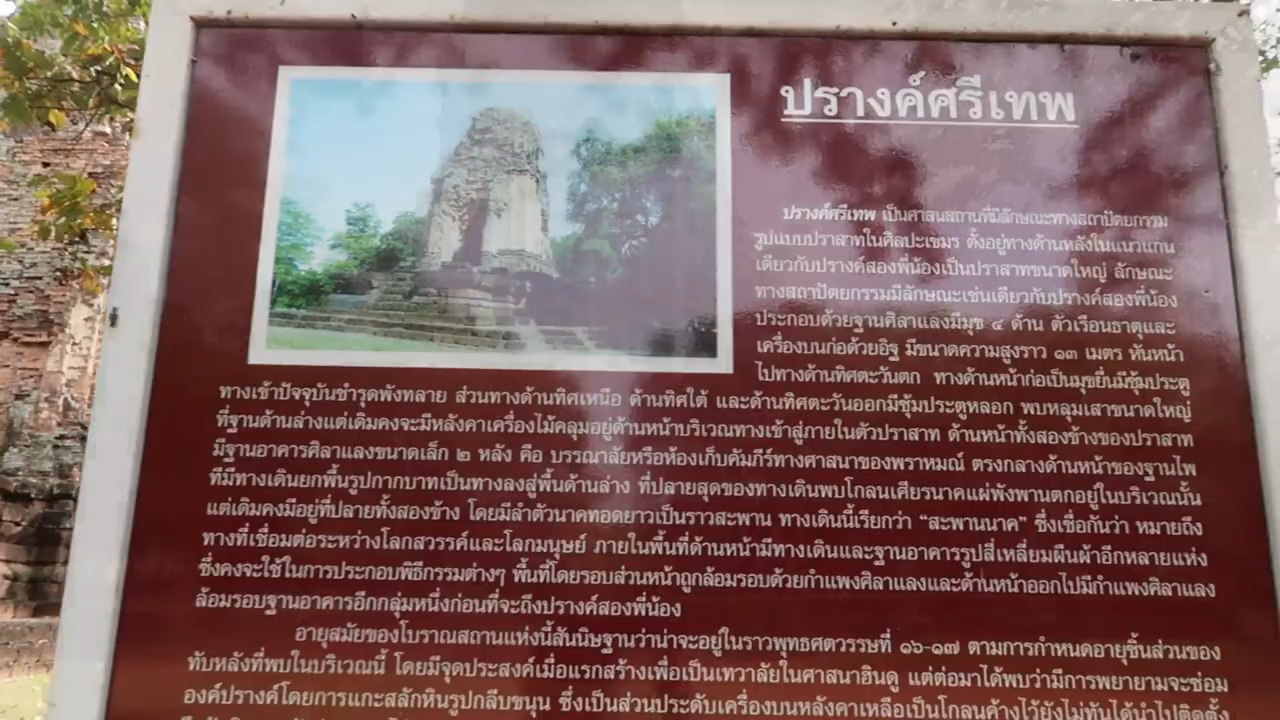 ปรางค์ศรีเทพ
ปรางค์ศรีเทพ เป็นศาสนสถานที่มีลักษณะทางสถาปัตยกรรม
รูปแบบปราสาทในศิลปะเขมร ตั้งอยู่ทางด้านหลังในแนวแกน
เดียวกับปรางค์สองพี่น้องเป็นปราสาทขนาดใหญ่ ลักษณะ
ทางสถาปัตยกรรมมีลักษณะเช่นเดียวกับปรางค์สองพี่น้อง
ประกอบด้วยฐานศิลาแลงมีมุข ๔ ด้าน ตัวเรือนธาตุและ
เครื่องบนก่อด้วยอิฐ มีขนาดความสูงราว ๑๓ เมตร หันหน้า
ไปทางด้านทิศตะวันตก ทางด้านหน้าก่อเป็นมุขยื่นมีซุ้มประตู
ทางเข้าปัจจุบันชำรุดพังทลาย ส่วนทางด้านทิศเหนือ ด้านทิศใต้ และด้านทิศตะวันออกมีซุ้มประตูหลอก พบหลุมเสาขนาดใหญ่
ที่ฐานด้านล่างแต่เดิมคงจะมีหลังคาเครื่องไม้คลุมอยู่ด้านหน้าบริเวณทางเข้าสู่ภายในตัวปราสาท ด้านหน้าทั้งสองข้างของปราสาท
มีฐานอาคารศิลาแลงขนาดเล็ก ๒ หลัง คือ บรรณาลัยหรือห้องเก็บคัมภีร์ทางศาสนาของพราหมณ์ ตรงกลางด้านหน้าของฐานไพ
ทีมีทางเดินยกพื้นรูปกากบาทเป็นทางลงสู่พื้นด้านล่าง ที่ปลายสุดของทางเดินพบโกลนเศียรนาคแผ่พังพานตกอยู่ในบริเวณนั้น
แต่เดิมคงมีอยู่ที่ปลายทั้งสองข้าง โดยมีลำตัวนาคทอดยาวเป็นราวสะพาน ทางเดินนี้เรียกว่า “สะพานนาค” ซึ่งเชื่อกันว่า หมายถึง
ทางที่เชื่อมต่อระหว่างโลกสวรรค์และโลกมนุษย์ ภายในพื้นที่ด้านหน้ามีทางเดินและฐานอาคารรูปสี่เหลี่ยมผืนผ้าอีกหลายแห่ง
ซึ่งคงจะใช้ในการประกอบพิธีกรรมต่างๆ พื้นที่โดยรอบส่วนหน้าถูกล้อมรอบด้วยกำแพงศิลาแลงและด้านหน้าออกไปมีกำแพงศิลาแลง
ล้อมรอบฐานอาคารอีกกลุ่มหนึ่งก่อนที่จะถึงปรางค์สองพี่น้อง
อายุสมัยของโบราณสถานแห่งนี้สันนิษฐานว่าน่าจะอยู่ในราวพุทธศตวรรษที่ ๑๖-๑๗ ตามการกำหนดอายุชิ้นส่วนของ
ทับหลังที่พบในบริเวณนี้ โดยมีจุดประสงค์เมื่อแรกสร้างเพื่อเป็นเทวาลัยในศาสนาฮินดู แต่ต่อมาได้พบว่ามีการพยายามจะซ่อม
องค์ปรางค์โดยการแกะสลักหินรูปกลีบขนุน ซึ่งเป็นส่วนประดับเครื่องบนหลังคาเหลือเป็นโกลนค้างไว้ยังไม่ทันได้นำไปติดตั้ง